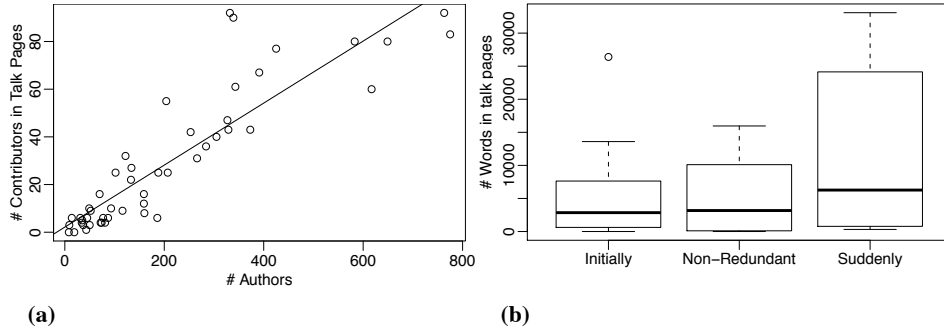 # Contributors in Talk Pages
80
60
40
20
0
0
200
400
600
800
# Authors
(a)
# Words in talk pages
30000
20000
10000
0
Initially
Non−Redundant
Suddenly
(b)